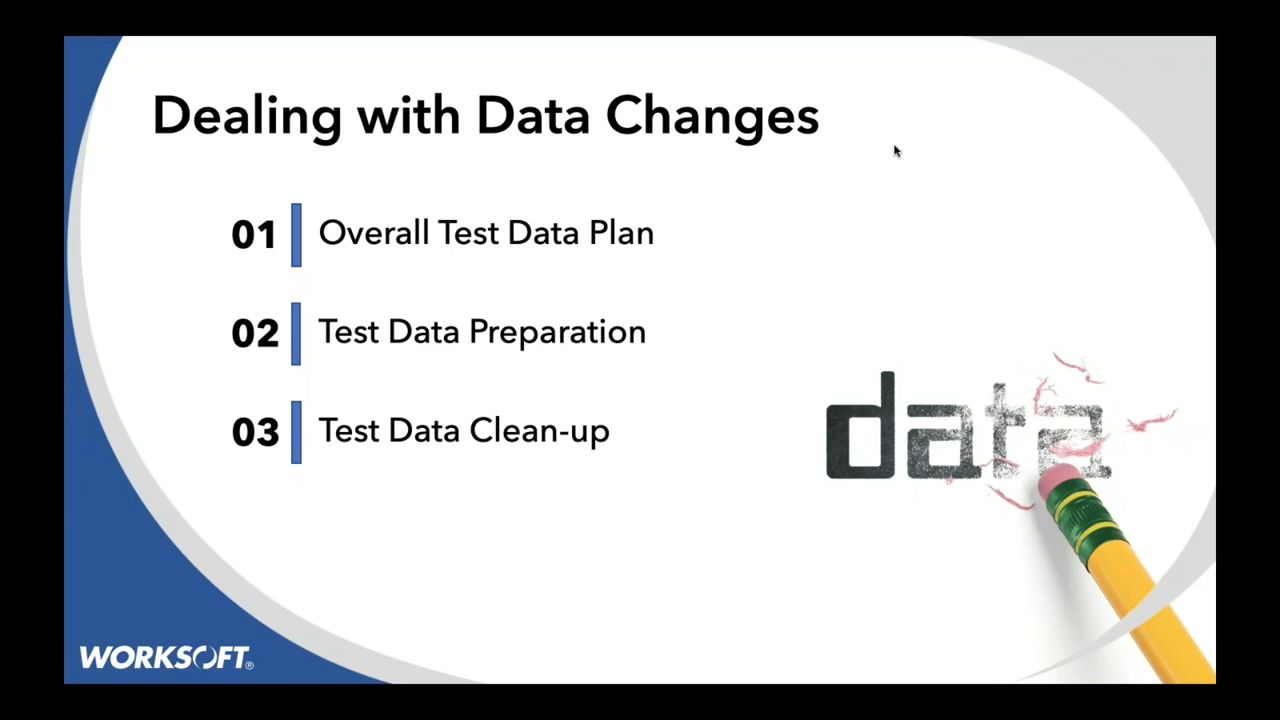 Dealing with Data Changes
01 Overall Test Data Plan
02 Test Data Preparation
03 Test Data Clean-up
data
WORKSOFT®